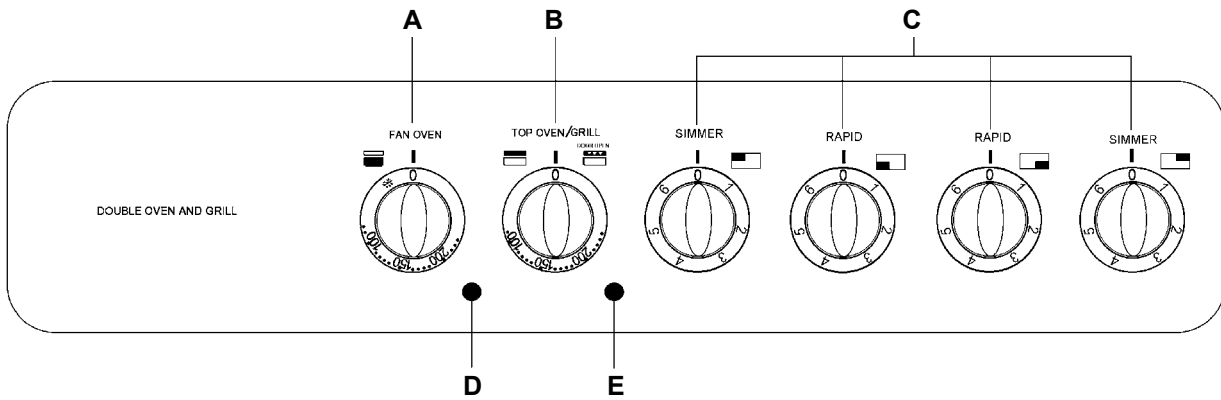 A B C
FAN OVEN TOP OVEN/GRILL DOOR OPEN SIMMER RAPID RAPID SIMMER
0 100 150 200
0 100 150 200
0 1 2 3 4 5 6
0 1 2 3 4 5 6
0 1 2 3 4 5 6
0 1 2 3 4 5 6
DOUBLE OVEN AND GRILL
D E